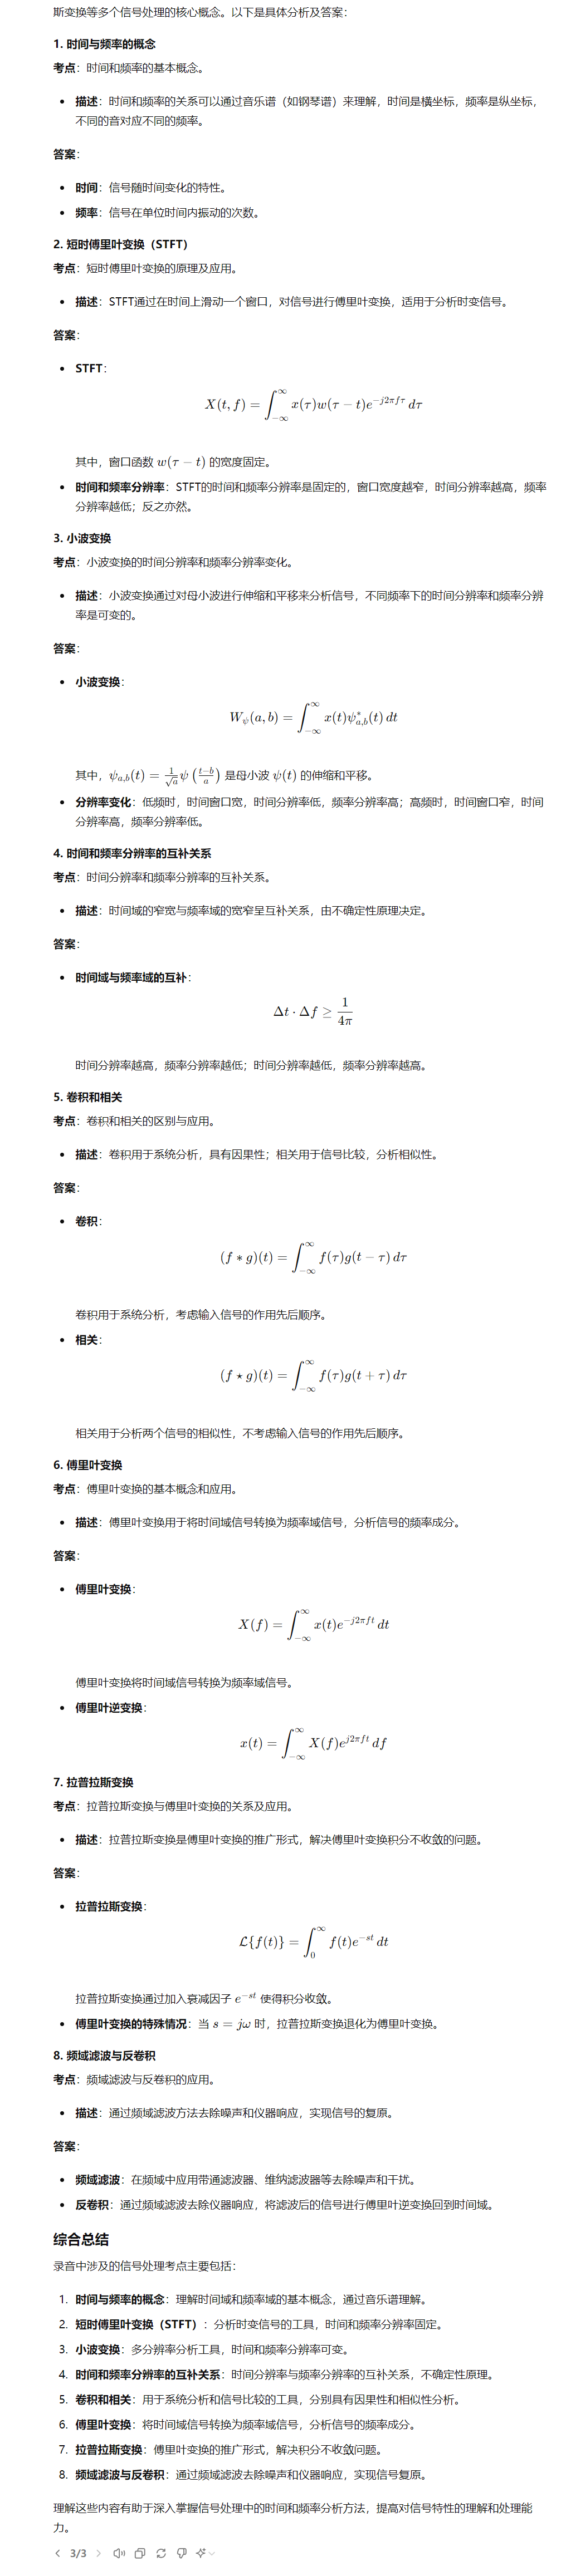 斯变换等多个信号处理的核心概念。以下是具体分析及答案：
1. 时间与频率的概念
考点：时间和频率的基本概念。
• 描述：时间和频率的关系可以通过音乐谱（如钢琴谱）来理解，时间是横坐标，频率是纵坐标，
不同的音对应不同的频率。
答案：
• 时间：信号随时间变化的特性。
• 频率：信号在单位时间内振动的次数。
2. 短时傅里叶变换（STFT）
考点：短时傅里叶变换的原理及应用。
• 描述：STFT通过在时间上滑动一个窗口，对信号进行傅里叶变换，适用于分析时变信号。
答案：
• STFT：
X(t, f) = ∫_{-∞}^{∞} x(τ)w(τ − t)e^{−j2πfτ} dτ
其中，窗口函数 w(τ − t) 的宽度固定。
• 时间和频率分辨率：STFT的时间和频率分辨率是固定的，窗口宽度越窄，时间分辨率越高，频率
分辨率越低；反之亦然。
3. 小波变换
考点：小波变换的时间分辨率和频率分辨率变化。
• 描述：小波变换通过对母小波进行伸缩和平移来分析信号，不同频率下的时间分辨率和频率分辨
率是可变的。
答案：
• 小波变换：
W_ψ(a, b) = ∫_{-∞}^{∞} x(t)ψ*_{a,b}(t) dt
其中，ψ_{a,b}(t) = 1/√a ψ((t−b)/a) 是母小波 ψ(t) 的伸缩和平移。
• 分辨率变化：低频时，时间窗口宽，时间分辨率低，频率分辨率高；高频时，时间窗口窄，时间
分辨率高，频率分辨率低。
4. 时间和频率分辨率的互补关系
考点：时间分辨率和频率分辨率的互补关系。
• 描述：时间域的窄宽与频率域的宽窄呈互补关系，由不确定性原理决定。
答案：
• 时间域与频率域的互补：
Δt · Δf ≥ 1/4π
时间分辨率越高，频率分辨率越低；时间分辨率越低，频率分辨率越高。
5. 卷积和相关
考点：卷积和相关的区别与应用。
• 描述：卷积用于系统分析，具有因果性；相关用于信号比较，分析相似性。
答案：
• 卷积：
(f ∗ g)(t) = ∫_{-∞}^{∞} f(τ)g(t − τ) dτ
卷积用于系统分析，考虑输入信号的作用先后顺序。
• 相关：
(f ⋆ g)(t) = ∫_{-∞}^{∞} f(τ)g(t + τ) dτ
相关用于分析两个信号的相似性，不考虑输入信号的作用先后顺序。
6. 傅里叶变换
考点：傅里叶变换的基本概念和应用。
• 描述：傅里叶变换用于将时间域信号转换为频率域信号，分析信号的频率成分。
答案：
• 傅里叶变换：
X(f) = ∫_{-∞}^{∞} x(t)e^{−j2πft} dt
傅里叶变换将时间域信号转换为频率域信号。
• 傅里叶逆变换：
x(t) = ∫_{-∞}^{∞} X(f)e^{j2πft} df
7. 拉普拉斯变换
考点：拉普拉斯变换与傅里叶变换的关系及应用。
• 描述：拉普拉斯变换是傅里叶变换的推广形式，解决傅里叶变换积分不收敛的问题。
答案：
• 拉普拉斯变换：
ℒ{f(t)} = ∫_{0}^{∞} f(t)e^{−st} dt
拉普拉斯变换通过加入衰减因子 e^{−st} 使得积分收敛。
• 傅里叶变换的特殊情况：当 s = jω 时，拉普拉斯变换退化为傅里叶变换。
8. 频域滤波与反卷积
考点：频域滤波与反卷积的应用。
• 描述：通过频域滤波方法去除噪声和仪器响应，实现信号的复原。
答案：
• 频域滤波：在频域中应用带通滤波器、维纳滤波器等去除噪声和干扰。
• 反卷积：通过频域滤波去除仪器响应，将滤波后的信号进行傅里叶逆变换回到时间域。
综合总结
录音中涉及的信号处理考点主要包括：
1. 时间与频率的概念：理解时间域和频率域的基本概念，通过音乐谱理解。
2. 短时傅里叶变换（STFT）：分析时变信号的工具，时间和频率分辨率固定。
3. 小波变换：多分辨率分析工具，时间和频率分辨率可变。
4. 时间和频率分辨率的互补关系：时间分辨率与频率分辨率的互补关系，不确定性原理。
5. 卷积和相关：用于系统分析和信号比较的工具，分别具有因果性和相似性分析。
6. 傅里叶变换：将时间域信号转换为频率域信号，分析信号的频率成分。
7. 拉普拉斯变换：傅里叶变换的推广形式，解决积分不收敛问题。
8. 频域滤波与反卷积：通过频域滤波去除噪声和仪器响应，实现信号复原。
理解这些内容有助于深入掌握信号处理中的时间和频率分析方法，提高对信号特性的理解和处理能
力。
3/3